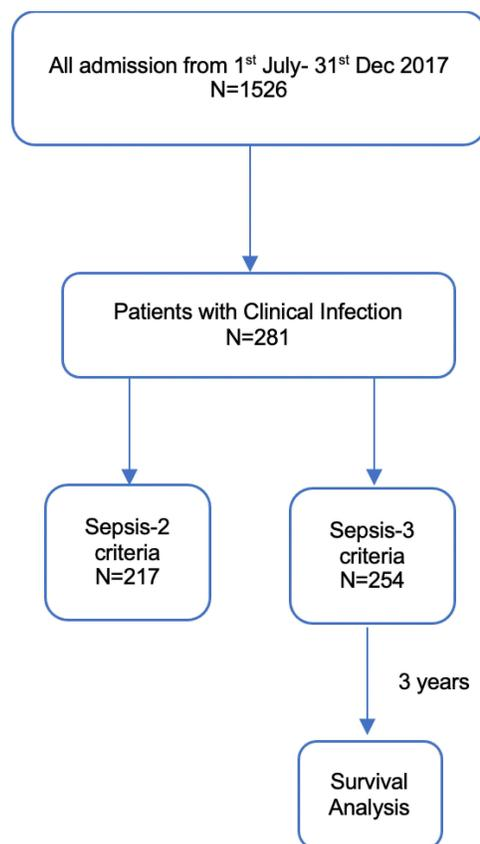 All admission from 1st July- 31st Dec 2017
N=1526
Patients with Clinical Infection
N=281
Sepsis-2
criteria
N=217
Sepsis-3
criteria
N=254
3 years
Survival
Analysis